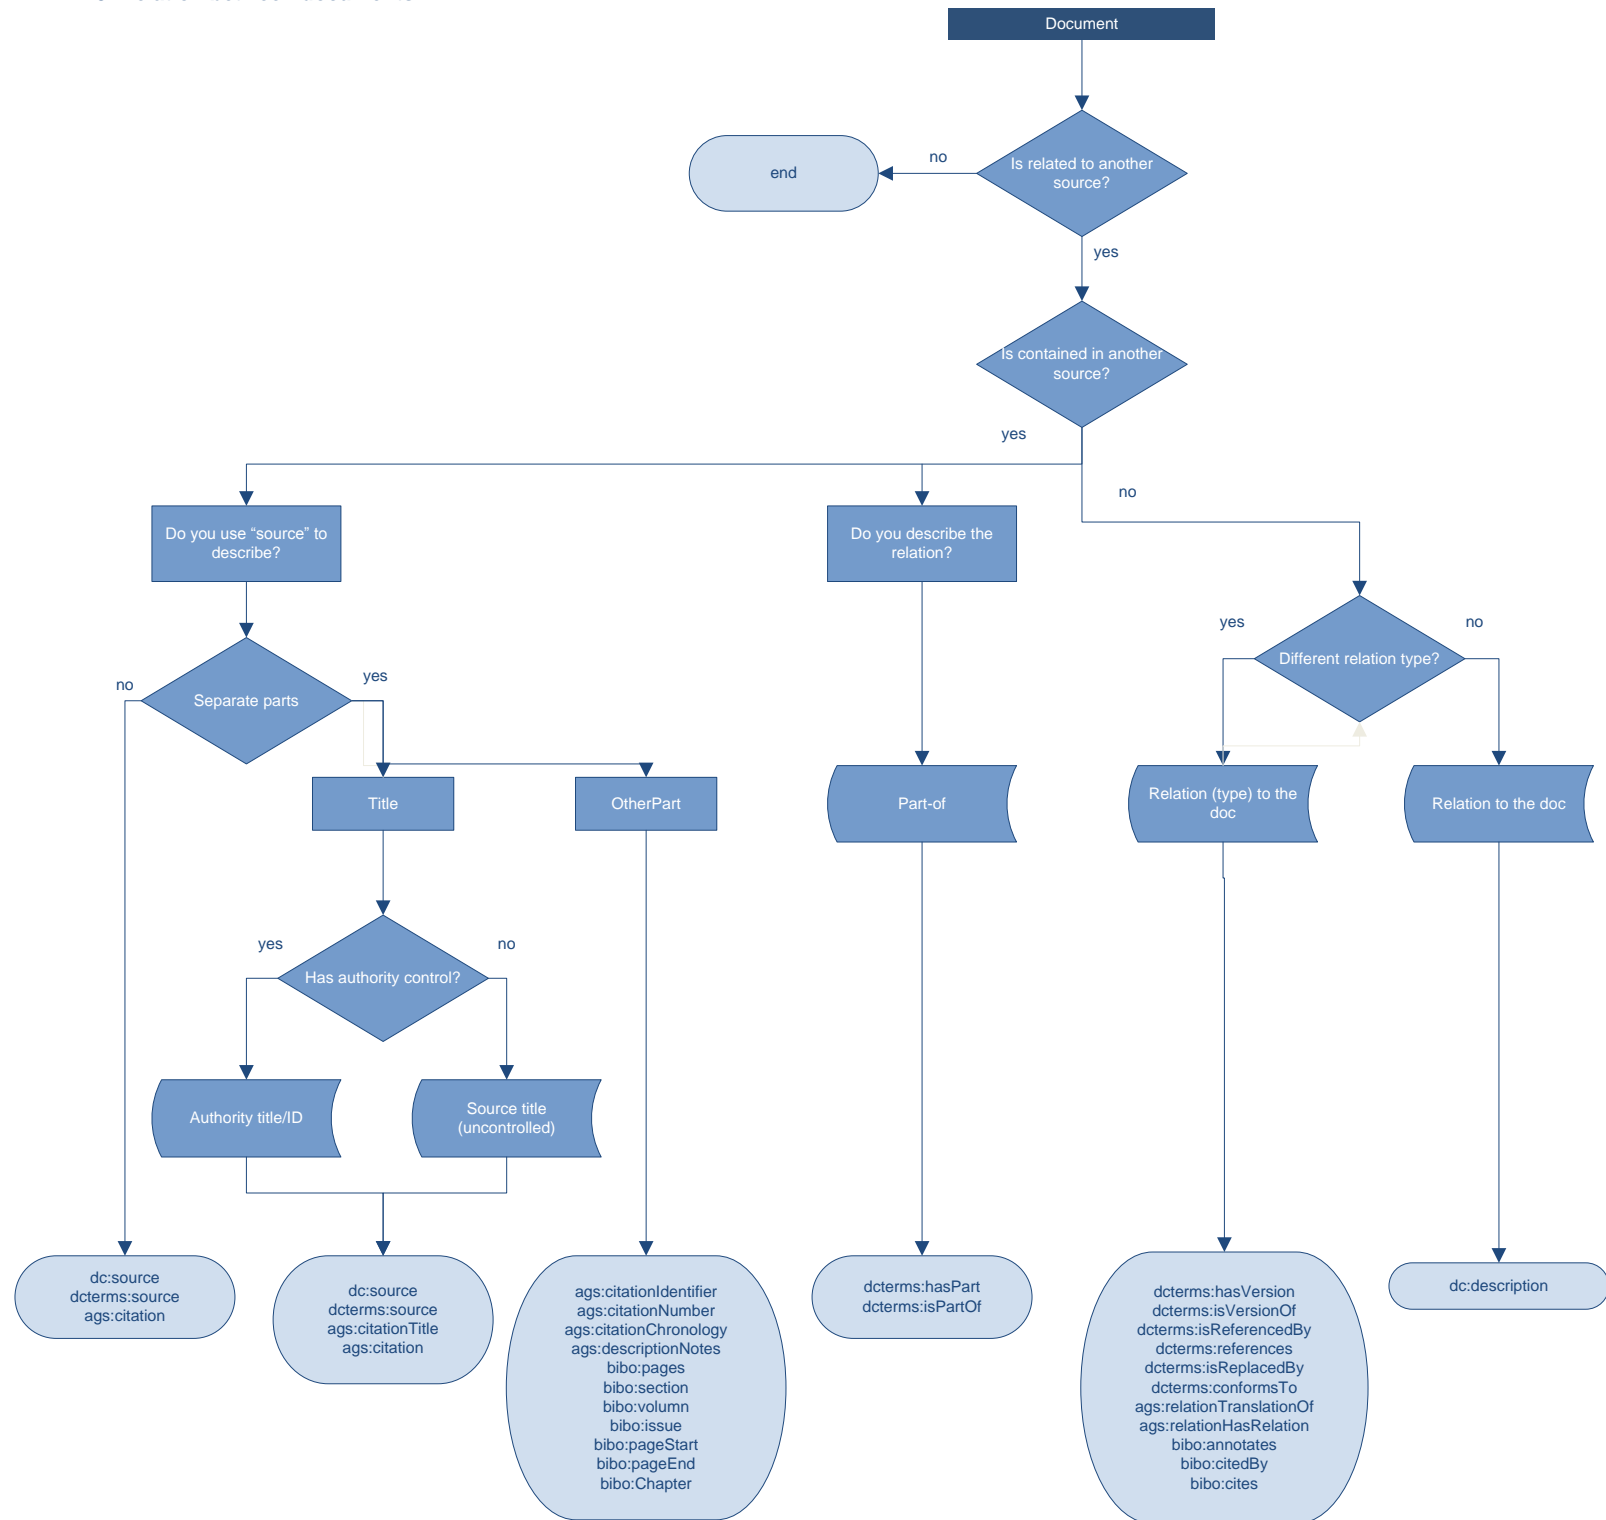 Document
Is related to another
source?
no
end
yes
Is contained in another
source?
yes
no
Do you use “source” to
describe?
Do you describe the
relation?
yes
Different relation type?
no
no
Separate parts
yes
Title
OtherPart
Part-of
Relation (type) to the
doc
Relation to the doc
yes
Has authority control?
no
Authority title/ID
Source title
(uncontrolled)
dc:source
dcterms:source
ags:citation
dc:source
dcterms:source
ags:citationTitle
ags:citation
ags:citationIdentifier
ags:citationNumber
ags:citationChronology
ags:descriptionNotes
bibo:pages
bibo:section
bibo:volumn
bibo:issue
bibo:pageStart
bibo:pageEnd
bibo:Chapter
dcterms:hasPart
dcterms:isPartOf
dcterms:hasVersion
dcterms:isVersionOf
dcterms:isReferencedBy
dcterms:references
dcterms:isReplacedBy
dcterms:conformsTo
ags:relationTranslationOf
ags:relationHasRelation
bibo:annotates
bibo:citedBy
bibo:cites
dc:description